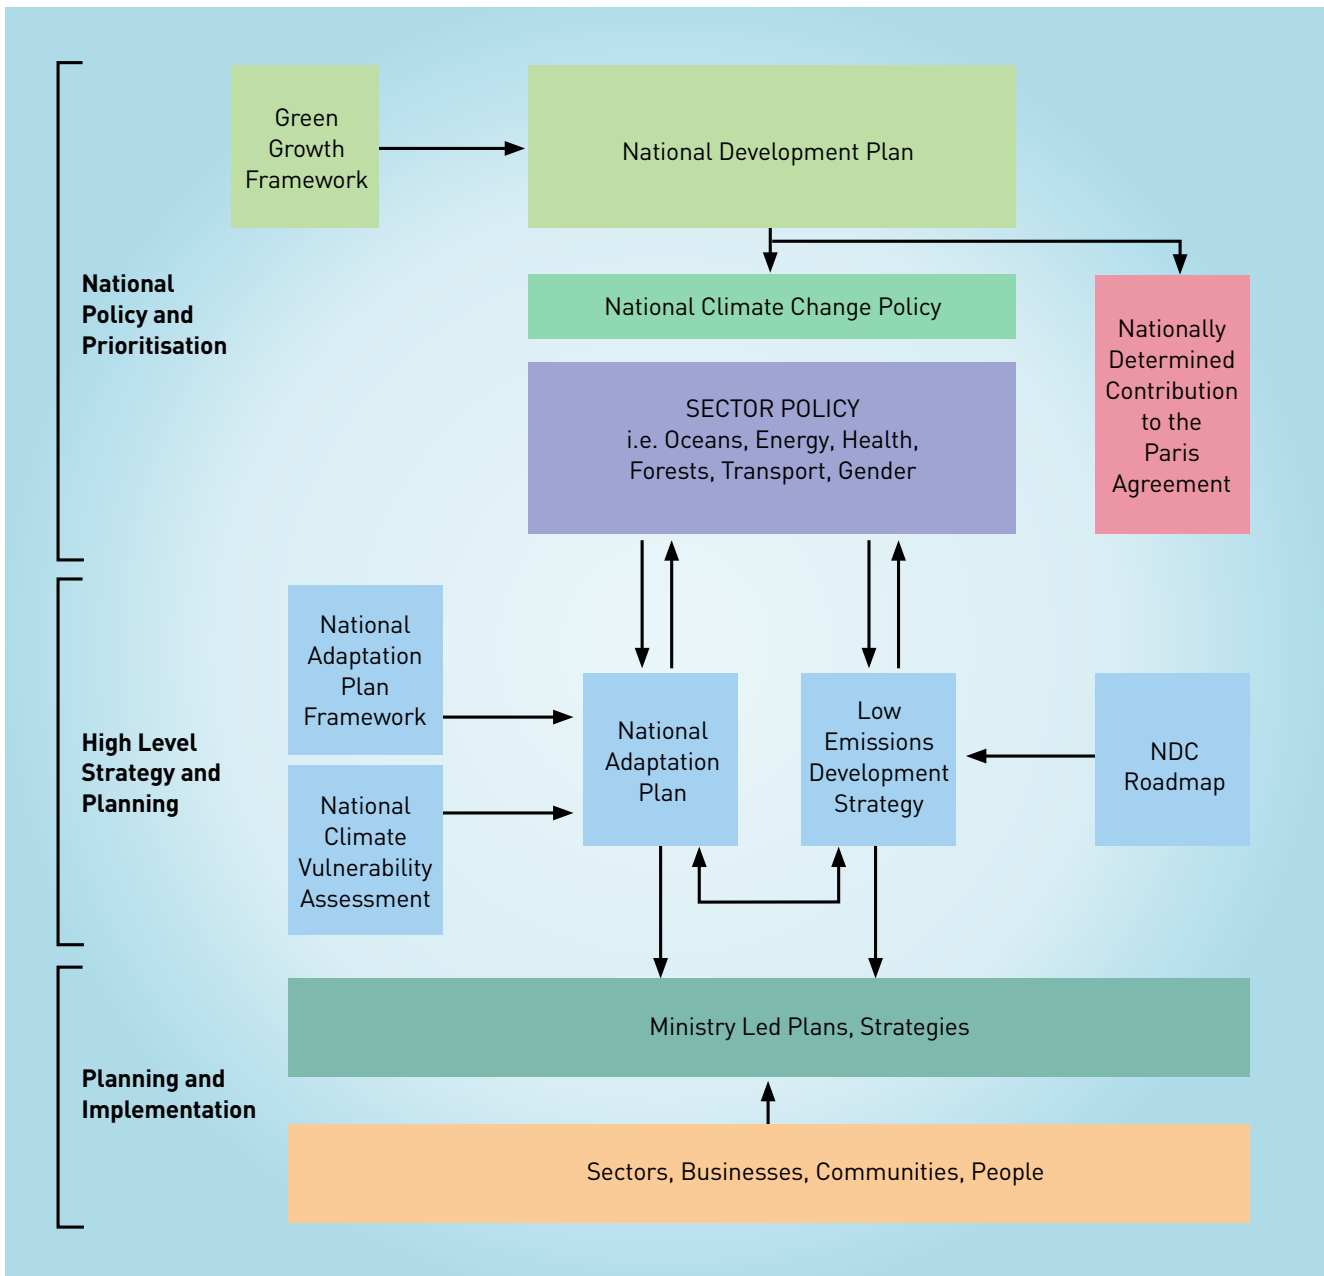 Green
Growth
Framework
National Development Plan
National
Policy and
Prioritisation
National Climate Change Policy
Nationally
Determined
Contribution
to the
Paris
Agreement
SECTOR POLICY
i.e. Oceans, Energy, Health,
Forests, Transport, Gender
High Level
Strategy and
Planning
National
Adaptation
Plan
Framework
National
Climate
Vulnerability
Assessment
National
Adaptation
Plan
Low
Emissions
Development
Strategy
NDC
Roadmap
Planning and
Implementation
Ministry Led Plans, Strategies
Sectors, Businesses, Communities, People